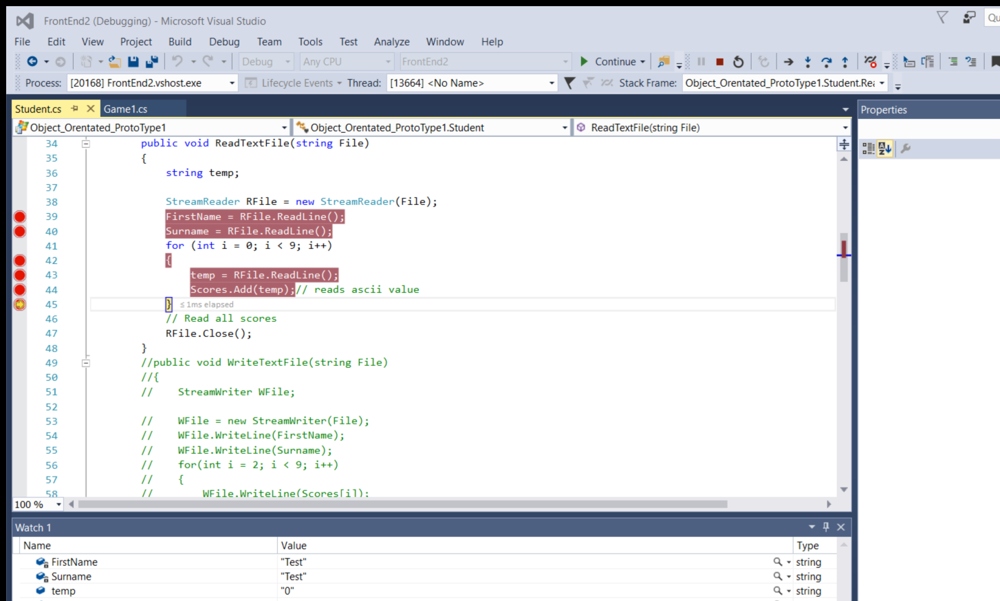 FrontEnd2 (Debugging) - Microsoft Visual Studio
Qu
File Edit View Project Build Debug Team Tools Test Analyze Window Help
Debug Any CPU FrontEnd2 Continue
Process: [20168] FrontEnd2.vshost.exe Lifecycle Events Thread: [13664] <No Name> Stack Frame: Object_Orentated_ProtoType1.Student.Rea
Student.cs Game1.cs Properties
Object_Orentated_ProtoType1 Object_Orentated_ProtoType1.Student ReadTextFile(string File)
34 public void ReadTextFile(string File)
35 {
36 string temp;
37
38 StreamReader RFile = new StreamReader(File);
39 FirstName = RFile.ReadLine();
40 Surname = RFile.ReadLine();
41 for (int i = 0; i < 9; i++)
42 {
43 temp = RFile.ReadLine();
44 Scores.Add(temp);// reads ascii value
45 } ≤1ms elapsed
46 // Read all scores
47 RFile.Close();
48 }
49 //public void WriteTextFile(string File)
50 //{
51 // StreamWriter WFile;
52
53 // WFile = new StreamWriter(File);
54 // WFile.WriteLine(FirstName);
55 // WFile.WriteLine(Surname);
56 // for(int i = 2; i < 9; i++)
57 // {
58 // WFile.WriteLine(Scores[i]);
100 %
Watch 1
Name Value Type
FirstName "Test" string
Surname "Test" string
temp "0" string